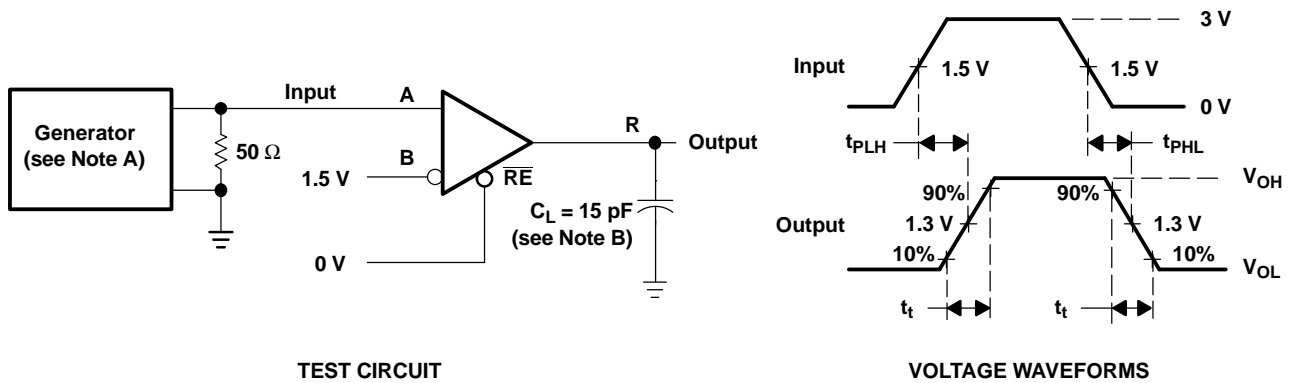 Generator
(see Note A)
50 Ω
Input
A
B
1.5 V
RE
0 V
R
Output
CL = 15 pF
(see Note B)
TEST CIRCUIT
Input
3 V
1.5 V
1.5 V
0 V
tPLH
tPHL
Output
90%
90%
VOH
1.3 V
1.3 V
10%
10%
VOL
tt
tt
VOLTAGE WAVEFORMS